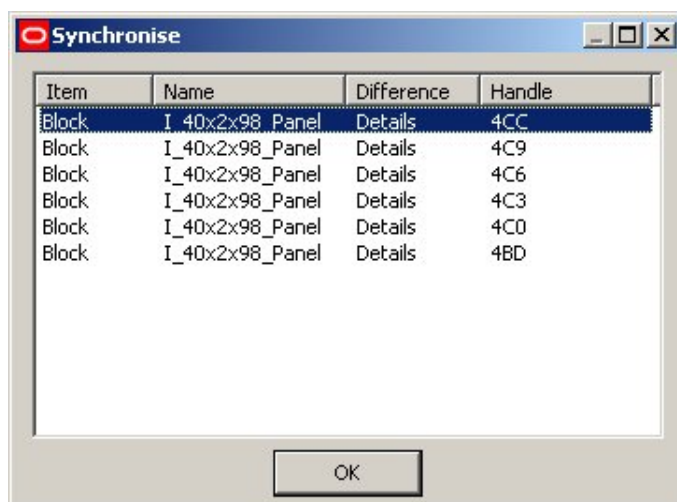 Synchronise
Item Name Difference Handle
Block I_40x2x98_Panel Details 4CC
Block I_40x2x98_Panel Details 4C9
Block I_40x2x98_Panel Details 4C6
Block I_40x2x98_Panel Details 4C3
Block I_40x2x98_Panel Details 4C0
Block I_40x2x98_Panel Details 4BD
OK